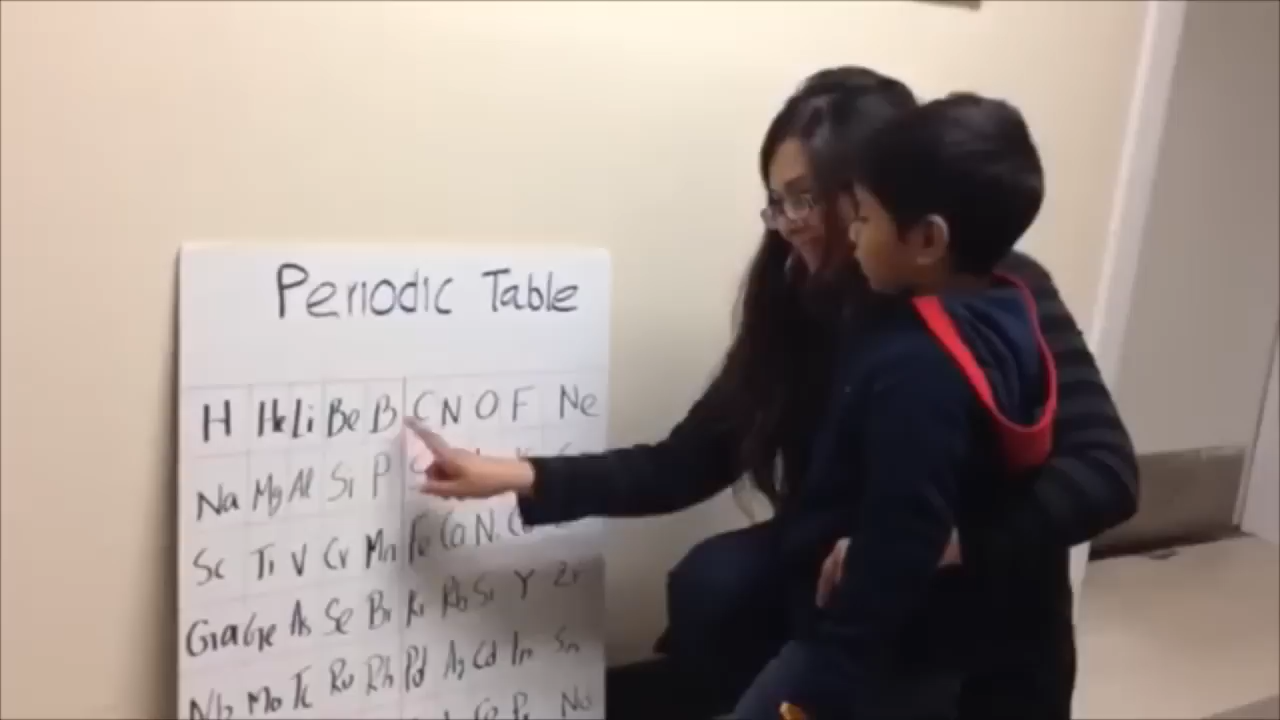 Periodic Table
H He Li Be B C N O F Ne
Na Mg Al Si P
Sc Ti V Cr Mn Fe Co
Ga Ge As Se Br Kr Rb Sr Y Zr
Nb Mo Tc Ru Rh Pd Ag Cd In Sn